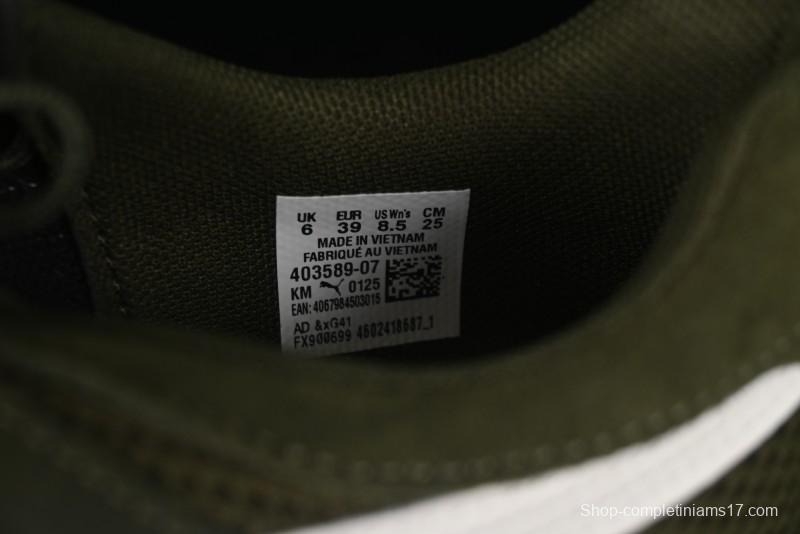 UK EUR US Wn's CM
6 39 8.5 25
MADE IN VIETNAM
FABRIQUÉ AU VIETNAM
403589-07
KM 0125
EAN: 4067984503015
AD &xG41
FX900699 4602418687_1
Shop-completiniams17.com